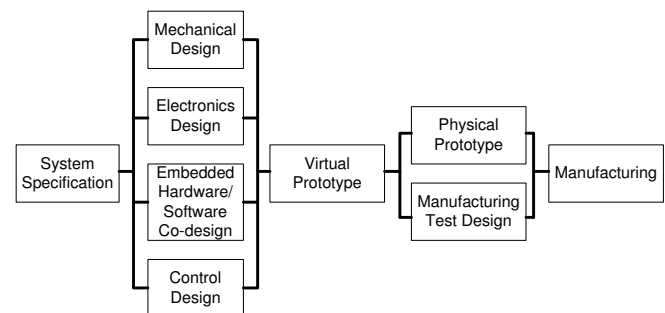 System
Specification
Mechanical
Design
Electronics
Design
Embedded
Hardware/
Software
Co-design
Control
Design
Virtual
Prototype
Physical
Prototype
Manufacturing
Test Design
Manufacturing